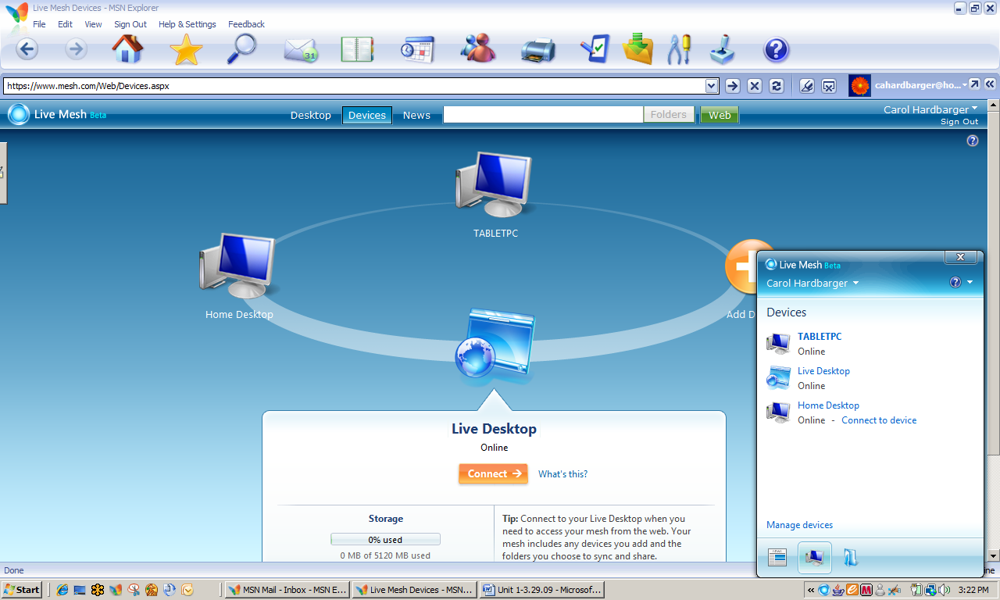 Live Mesh Devices - MSN Explorer
File Edit View Sign Out Help & Settings Feedback
31
https://www.mesh.com/Web/Devices.aspx
cahardbarger@ho...
Live Mesh Beta
Desktop Devices News Folders Web
Carol Hardbarger
Sign Out
TABLETPC
Home Desktop
Add D
Live Desktop
Online
Connect → What's this?
Storage
0% used
0 MB of 5120 MB used
Tip: Connect to your Live Desktop when you
need to access your mesh from the web. Your
mesh includes any devices you add and the
folders you choose to sync and share.
Live Mesh Beta
Carol Hardbarger
Devices
TABLETPC
Online
Live Desktop
Online
Home Desktop
Online - Connect to device
Manage devices
Done
ne
Start
MSN Mail - Inbox - MSN E...
Live Mesh Devices - MSN...
Unit 1-3.29.09 - Microsof...
3:22 PM